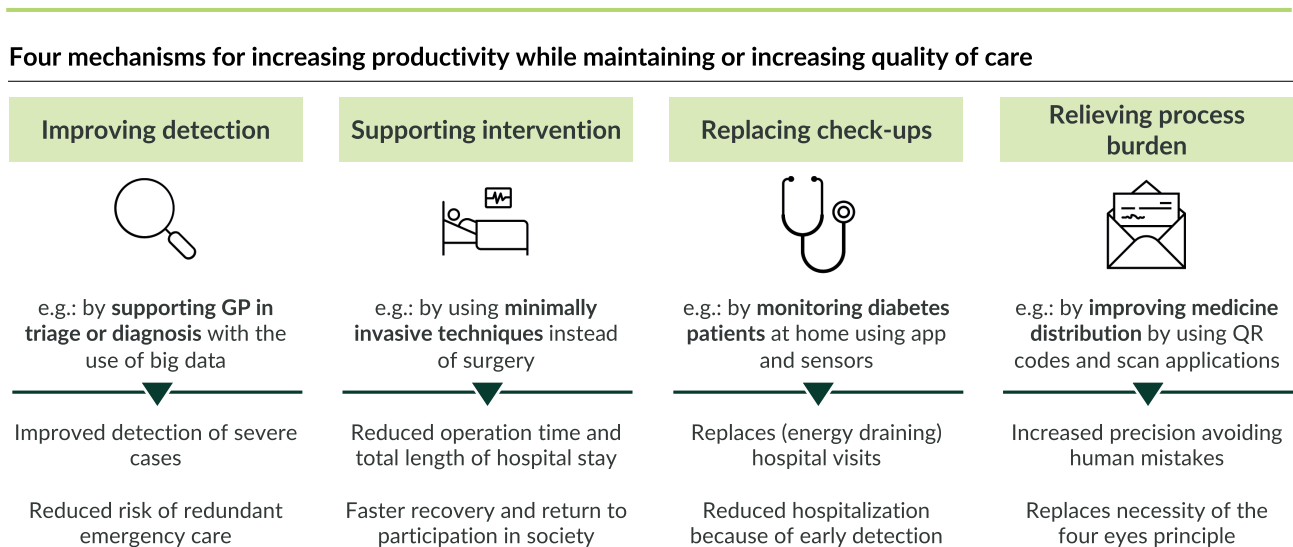 Four mechanisms for increasing productivity while maintaining or increasing quality of care
Improving detection
e.g.: by supporting GP in
triage or diagnosis with the
use of big data
Improved detection of severe
cases
Reduced risk of redundant
emergency care
Supporting intervention
e.g.: by using minimally
invasive techniques instead
of surgery
Reduced operation time and
total length of hospital stay
Faster recovery and return to
participation in society
Replacing check-ups
e.g.: by monitoring diabetes
patients at home using app
and sensors
Replaces (energy draining)
hospital visits
Reduced hospitalization
because of early detection
Relieving process
burden
e.g.: by improving medicine
distribution by using QR
codes and scan applications
Increased precision avoiding
human mistakes
Replaces necessity of the
four eyes principle